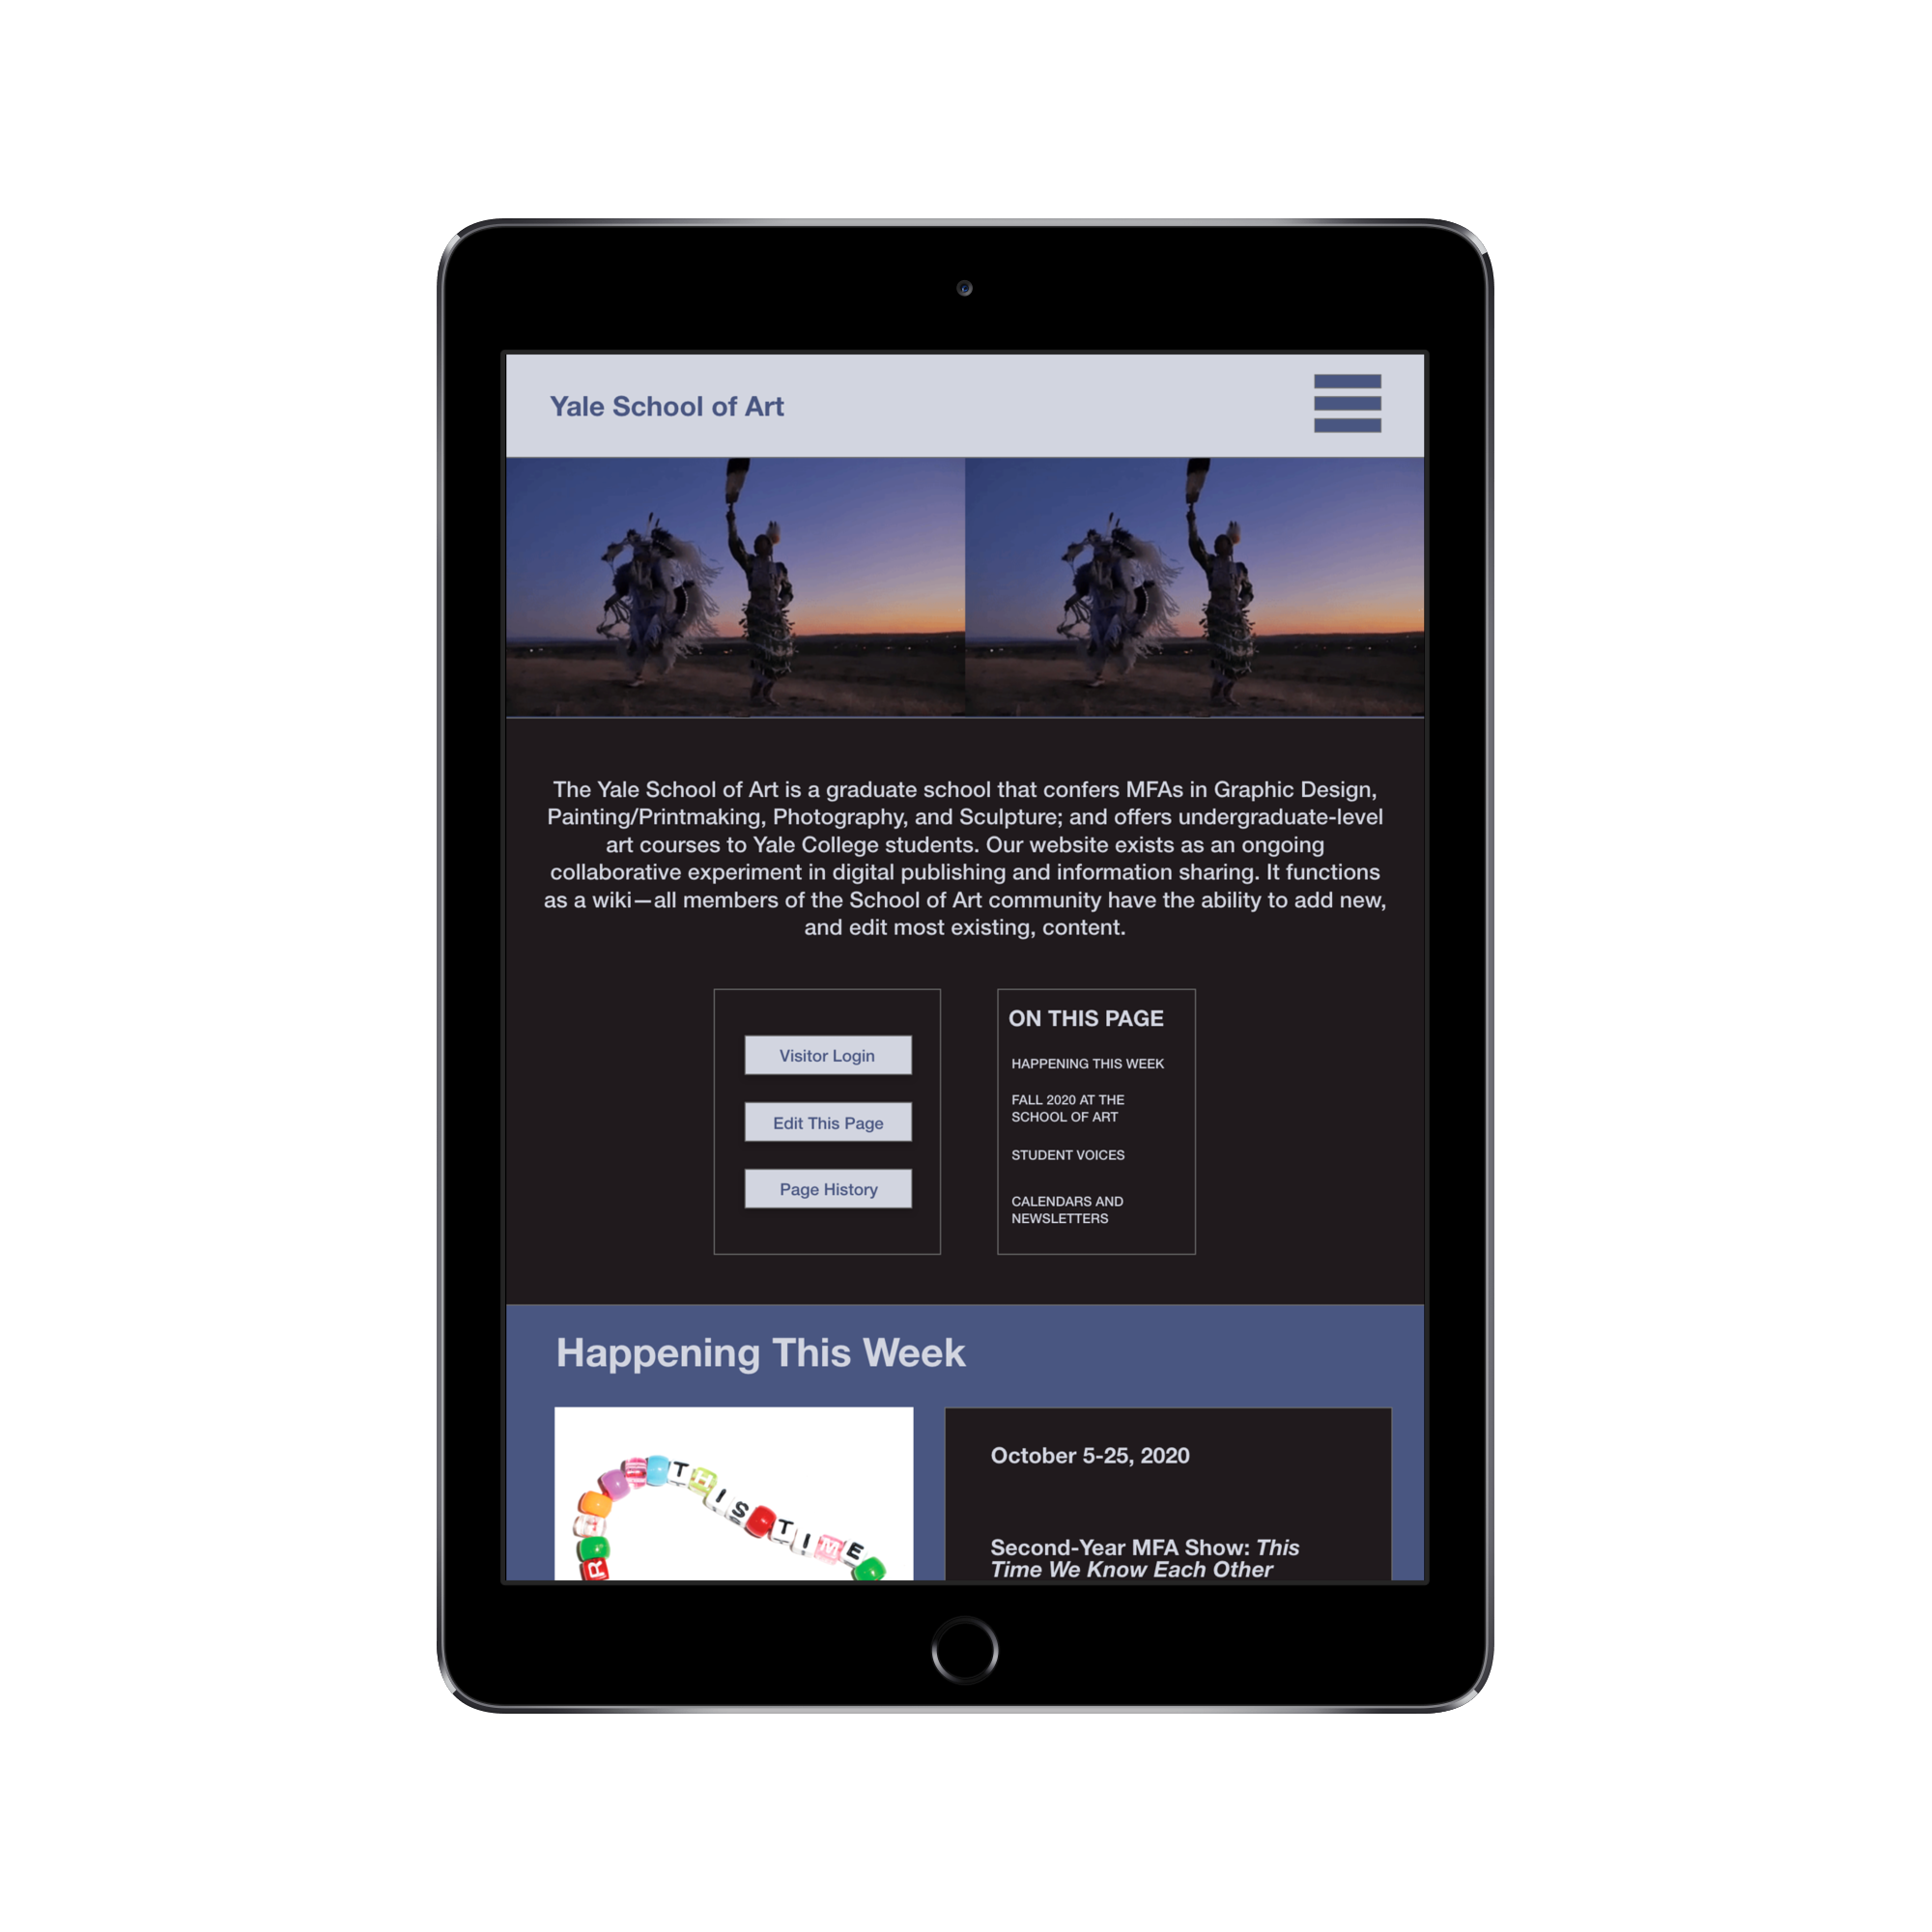 Yale School of Art
The Yale School of Art is a graduate school that confers MFAs in Graphic Design,
Painting/Printmaking, Photography, and Sculpture; and offers undergraduate-level
art courses to Yale College students. Our website exists as an ongoing
collaborative experiment in digital publishing and information sharing. It functions
as a wiki—all members of the School of Art community have the ability to add new,
and edit most existing, content.
Visitor Login
Edit This Page
Page History
ON THIS PAGE
HAPPENING THIS WEEK
FALL 2020 AT THE
SCHOOL OF ART
STUDENT VOICES
CALENDARS AND
NEWSLETTERS
Happening This Week
THIS TIME
R
October 5-25, 2020
Second-Year MFA Show: This
Time We Know Each Other